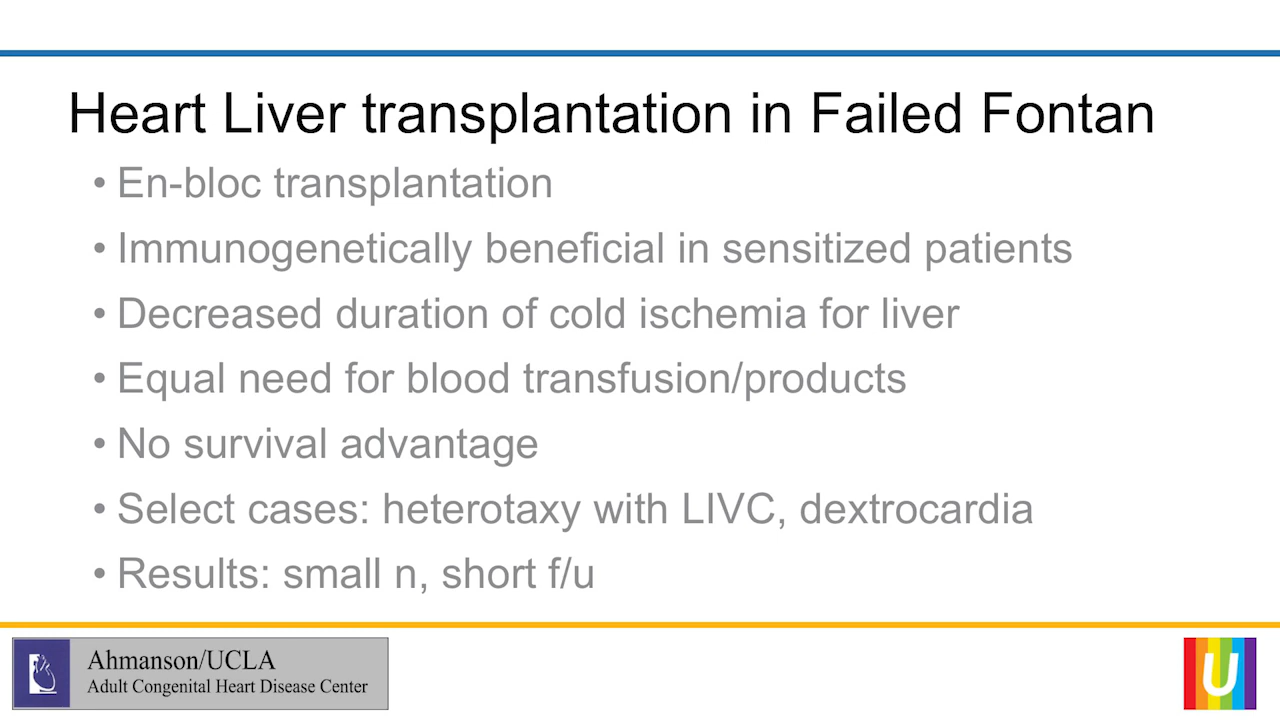 Heart Liver transplantation in Failed Fontan
• En-bloc transplantation
• Immunogenetically beneficial in sensitized patients
• Decreased duration of cold ischemia for liver
• Equal need for blood transfusion/products
• No survival advantage
• Select cases: heterotaxy with LIVC, dextrocardia
• Results: small n, short f/u
Ahmanson/UCLA
Adult Congenital Heart Disease Center
U